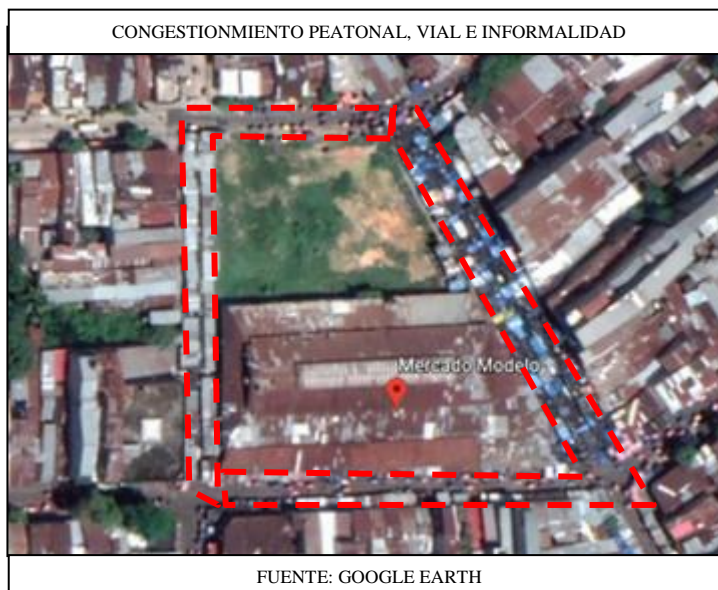 CONGESTIONMIENTO PEATONAL, VIAL E INFORMALIDAD
Mercado Modelo
FUENTE: GOOGLE EARTH